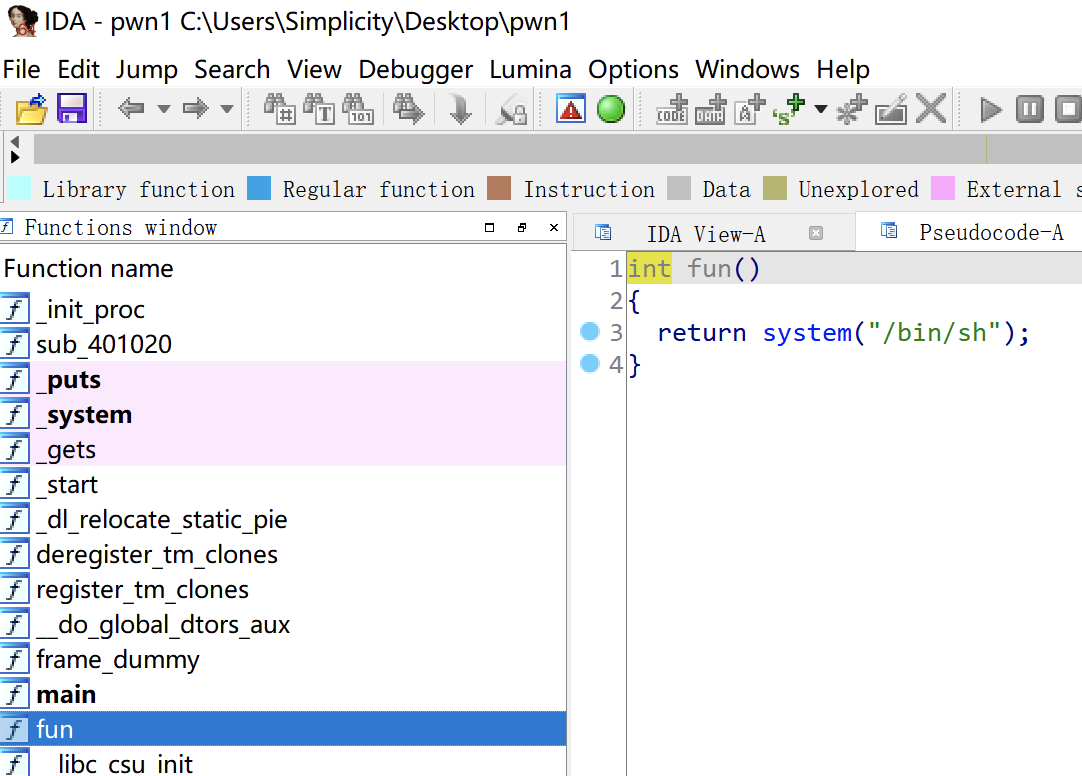 IDA - pwn1 C:\Users\Simplicity\Desktop\pwn1
File Edit Jump Search View Debugger Lumina Options Windows Help
Library function Regular function Instruction Data Unexplored External s
Functions window
IDA View-A Pseudocode-A
Function name
_init_proc
sub_401020
_puts
_system
_gets
_start
_dl_relocate_static_pie
deregister_tm_clones
register_tm_clones
__do_global_dtors_aux
frame_dummy
main
fun
__libc_csu_init
1 int fun()
2 {
3 return system("/bin/sh");
4 }